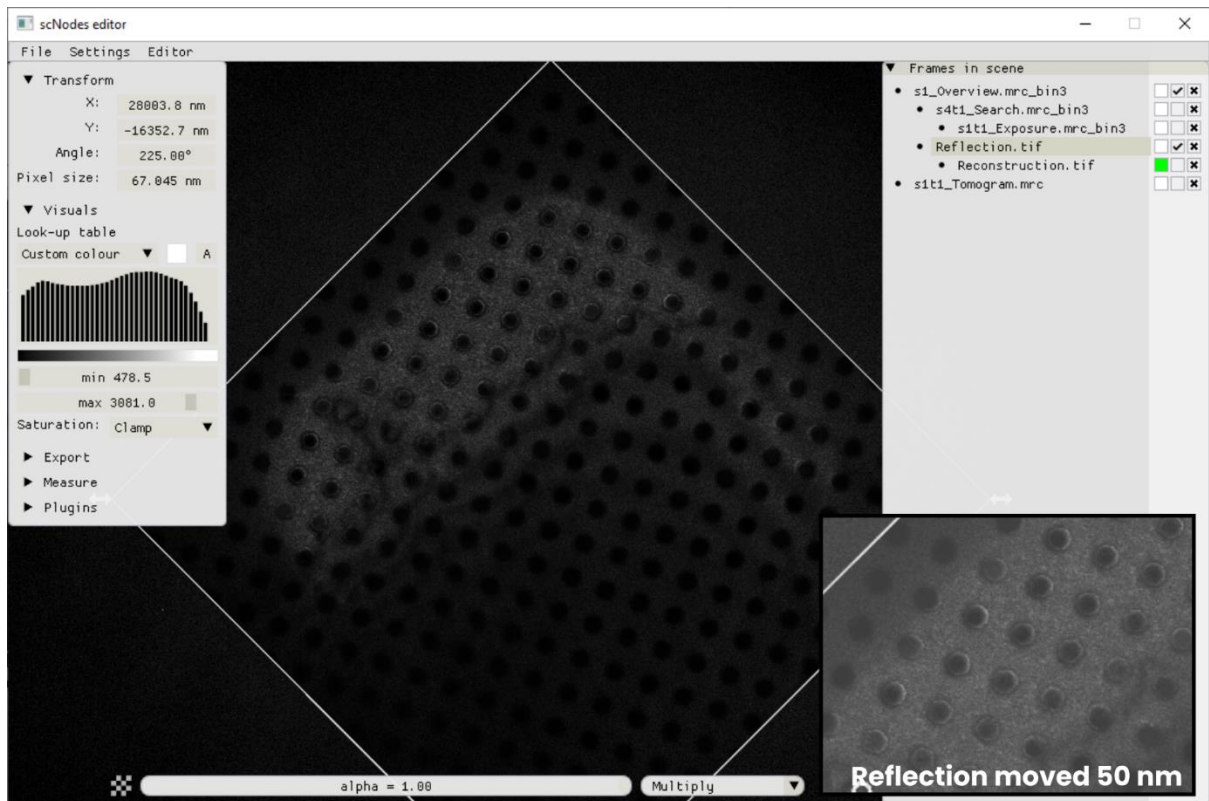 scNodes editor
File Settings Editor
Transform
X: 28003.8 nm
Y: -16352.7 nm
Angle: 225.00°
Pixel size: 67.045 nm
Visuals
Look-up table
Custom colour A
min 478.5
max 3081.0
Saturation: Clamp
Export
Measure
Plugins
Frames in scene
s1_Overview.mrc_bin3
s4t1_Search.mrc_bin3
s1t1_Exposure.mrc_bin3
Reflection.tif
Reconstruction.tif
s1t1_Tomogram.mrc
alpha = 1.00 Multiply
Reflection moved 50 nm